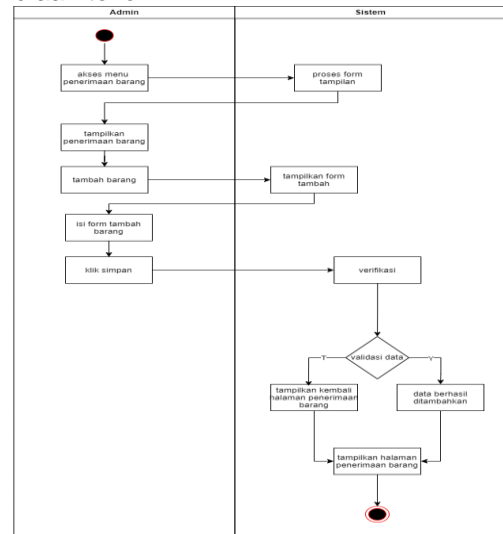 Admin
Sistem
akses menu
penerimaan barang
proses form
tampilan
tampilkan
penerimaan barang
tambah barang
tampilkan form
tambah
isi form tambah
barang
klik simpan
verifikasi
validasi data
T
Y
tampilkan kembali
halaman penerimaan
barang
data berhasil
ditambahkan
tampilkan halaman
penerimaan barang